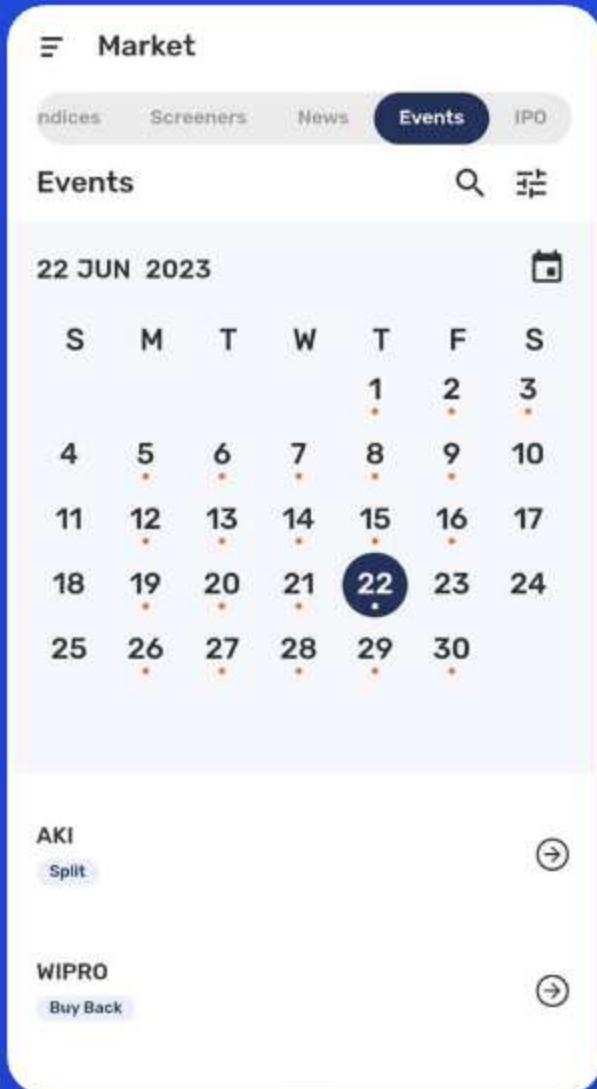 Market
ndices Screeners News Events IPO
Events
22 JUN 2023
S M T W T F S
1 2 3
4 5 6 7 8 9 10
11 12 13 14 15 16 17
18 19 20 21 22 23 24
25 26 27 28 29 30
AKI
Split
WIPRO
Buy Back